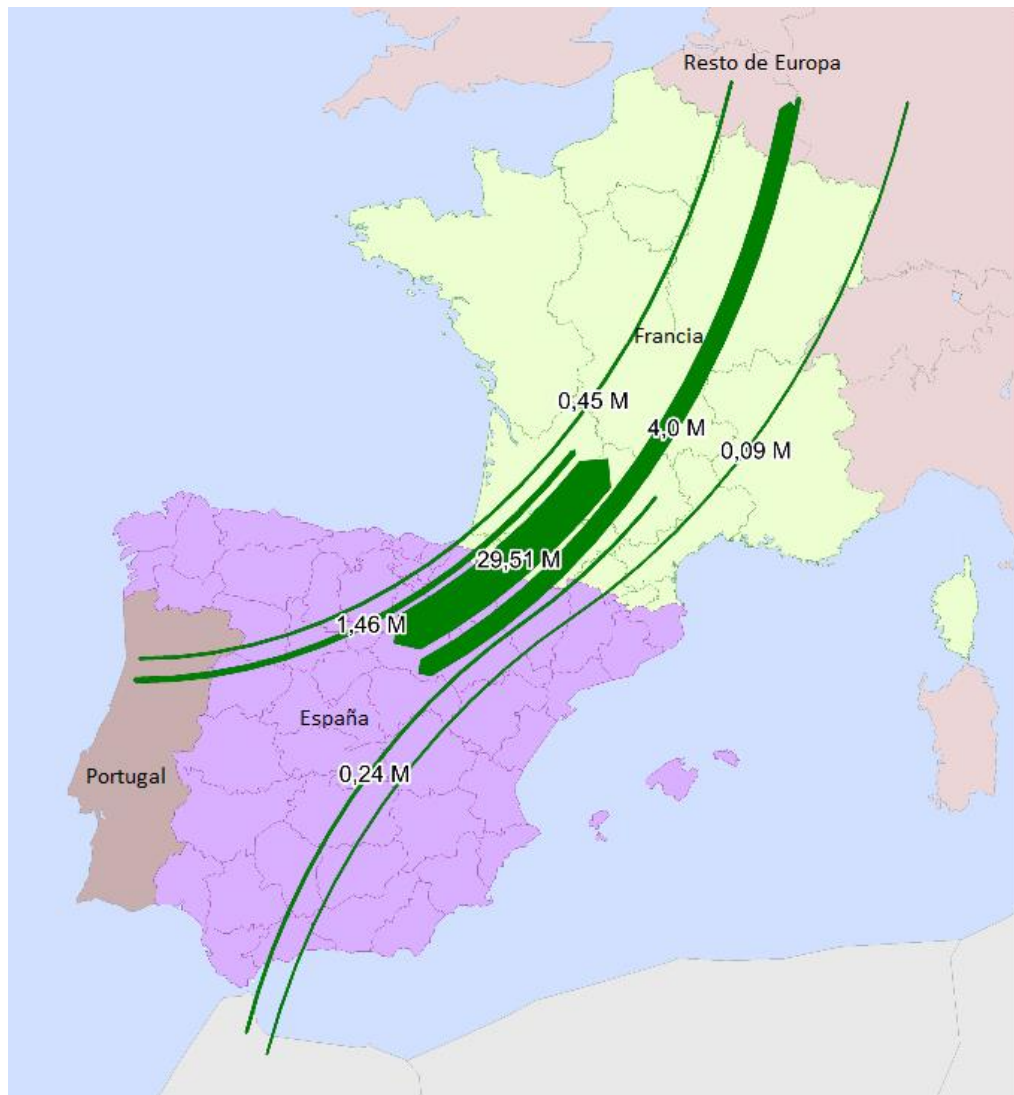 Resto de Europa
Francia
0,45 M
4,0 M
0,09 M
29,51 M
1,46 M
España
Portugal
0,24 M